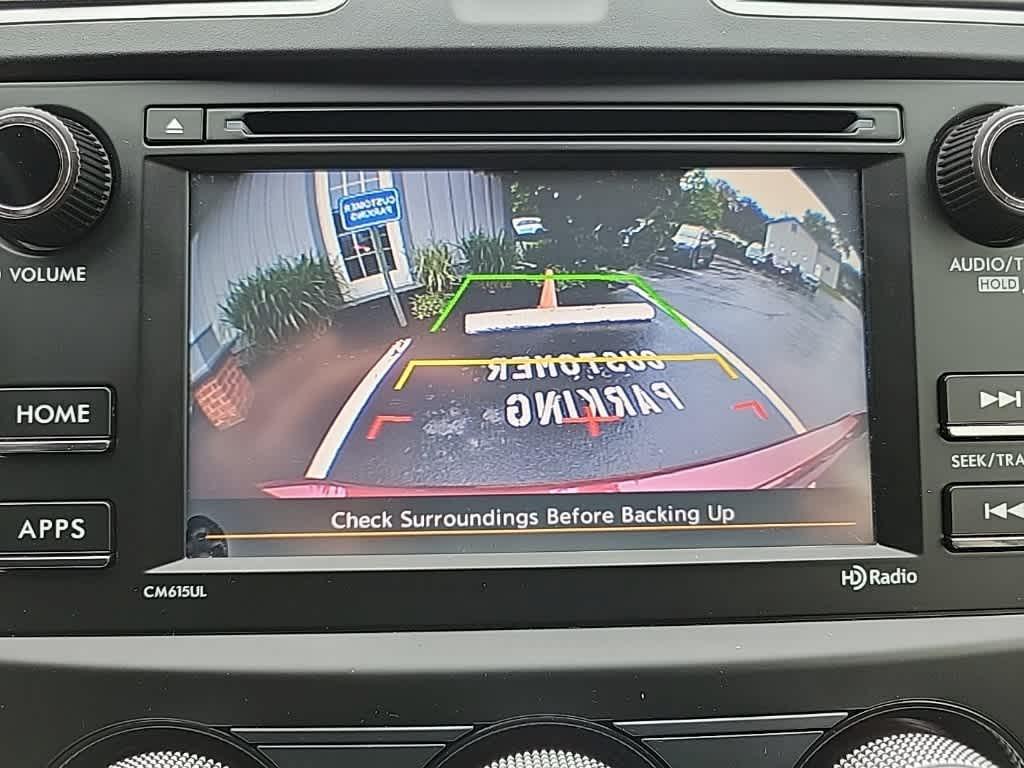 VOLUME
AUDIO/T
HOLD
CUSTOMER
PARKING
HOME
CUSTOMER
PARKING
SEEK/TRA
APPS
Check Surroundings Before Backing Up
CM615UL
HD Radio